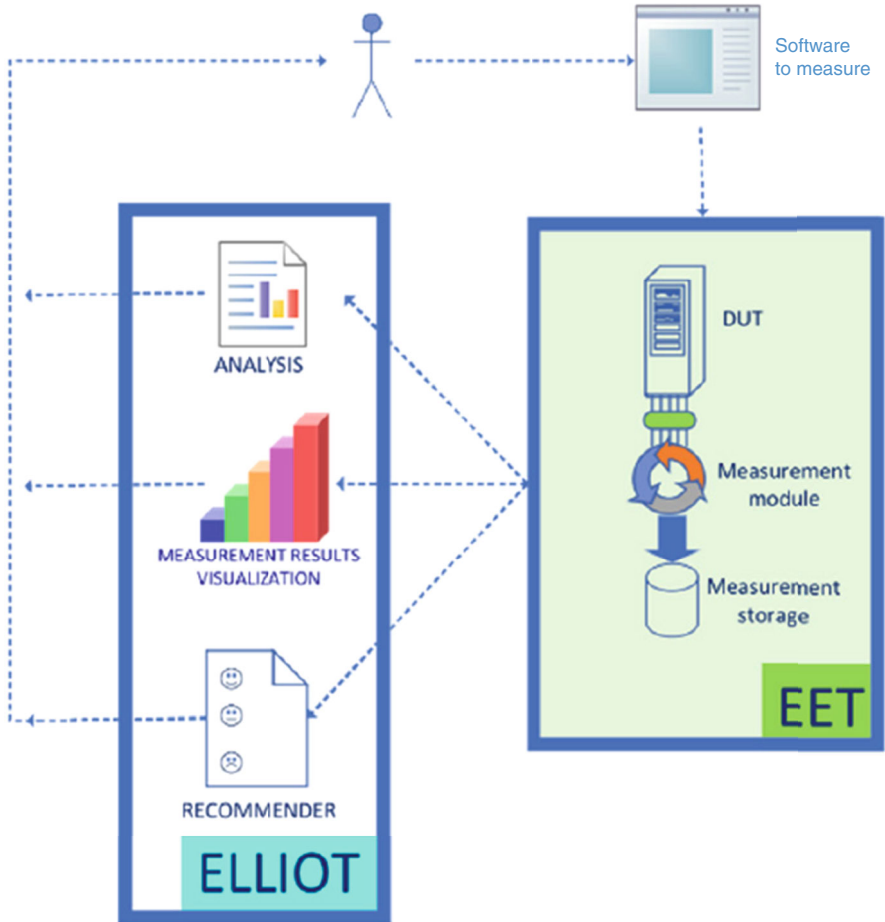 Software
to measure
ANALYSIS
MEASUREMENT RESULTS
VISUALIZATION
RECOMMENDER
ELLIOT
DUT
Measurement
module
Measurement
storage
EET